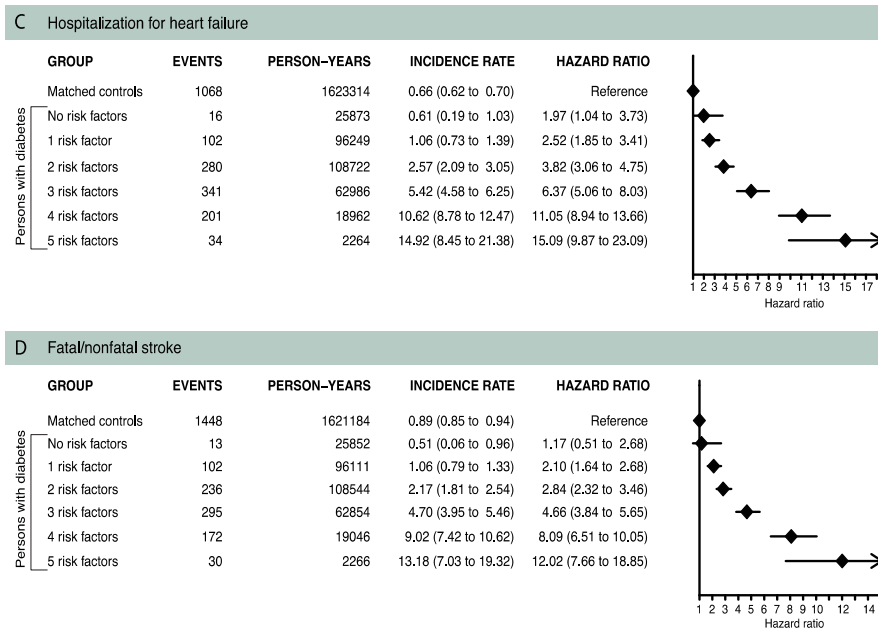 C Hospitalization for heart failure
GROUP EVENTS PERSON–YEARS INCIDENCE RATE HAZARD RATIO
Matched controls 1068 1623314 0.66 (0.62 to 0.70) Reference
Persons with diabetes
No risk factors 16 25873 0.61 (0.19 to 1.03) 1.97 (1.04 to 3.73)
1 risk factor 102 96249 1.06 (0.73 to 1.39) 2.52 (1.85 to 3.41)
2 risk factors 280 108722 2.57 (2.09 to 3.05) 3.82 (3.06 to 4.75)
3 risk factors 341 62986 5.42 (4.58 to 6.25) 6.37 (5.06 to 8.03)
4 risk factors 201 18962 10.62 (8.78 to 12.47) 11.05 (8.94 to 13.66)
5 risk factors 34 2264 14.92 (8.45 to 21.38) 15.09 (9.87 to 23.09)
1 2 3 4 5 6 7 8 9 11 13 15 17
Hazard ratio
D Fatal/nonfatal stroke
GROUP EVENTS PERSON–YEARS INCIDENCE RATE HAZARD RATIO
Matched controls 1448 1621184 0.89 (0.85 to 0.94) Reference
Persons with diabetes
No risk factors 13 25852 0.51 (0.06 to 0.96) 1.17 (0.51 to 2.68)
1 risk factor 102 96111 1.06 (0.79 to 1.33) 2.10 (1.64 to 2.68)
2 risk factors 236 108544 2.17 (1.81 to 2.54) 2.84 (2.32 to 3.46)
3 risk factors 295 62854 4.70 (3.95 to 5.46) 4.66 (3.84 to 5.65)
4 risk factors 172 19046 9.02 (7.42 to 10.62) 8.09 (6.51 to 10.05)
5 risk factors 30 2266 13.18 (7.03 to 19.32) 12.02 (7.66 to 18.85)
1 2 3 4 5 6 7 8 9 10 12 14
Hazard ratio